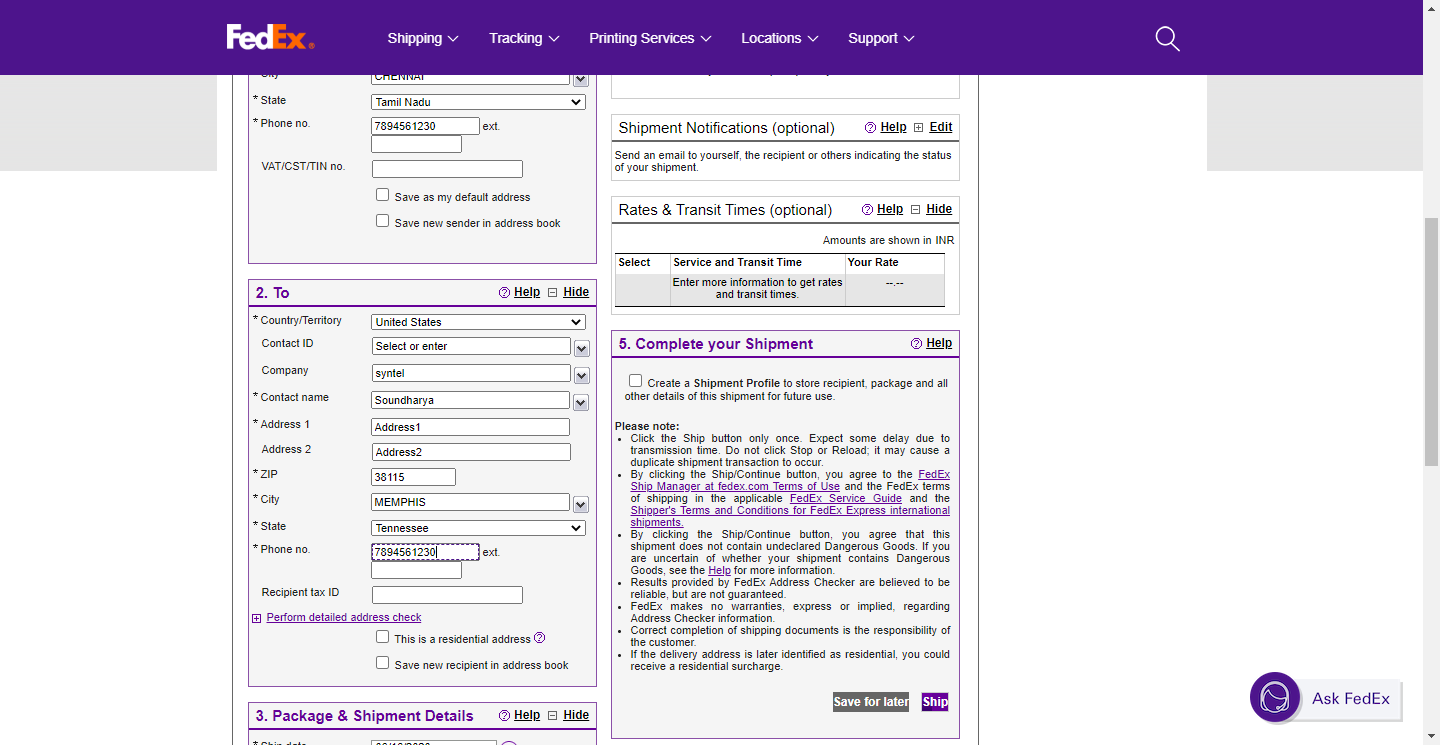 FedEx®
Shipping
Tracking
Printing Services
Locations
Support
City
CHENNAI
* State
Tamil Nadu
* Phone no.
7894561230 ext.
VAT/CST/TIN no.
Save as my default address
Save new sender in address book
2. To
Help
Hide
* Country/Territory
United States
Contact ID
Select or enter
Company
syntel
* Contact name
Soundharya
* Address 1
Address1
Address 2
Address2
* ZIP
38115
* City
MEMPHIS
* State
Tennessee
* Phone no.
7894561230 ext.
Recipient tax ID
Perform detailed address check
This is a residential address
Save new recipient in address book
3. Package & Shipment Details
Help
Hide
* Ship date
Shipment Notifications (optional)
Help
Edit
Send an email to yourself, the recipient or others indicating the status
of your shipment.
Rates & Transit Times (optional)
Help
Hide
Amounts are shown in INR
Select
Service and Transit Time
Your Rate
Enter more information to get rates
and transit times.
--.--
5. Complete your Shipment
Help
Create a Shipment Profile to store recipient, package and all
other details of this shipment for future use.
Please note:
• Click the Ship button only once. Expect some delay due to
transmission time. Do not click Stop or Reload; it may cause a
duplicate shipment transaction to occur.
• By clicking the Ship/Continue button, you agree to the FedEx
Ship Manager at fedex.com Terms of Use and the FedEx terms
of shipping in the applicable FedEx Service Guide and the
Shipper's Terms and Conditions for FedEx Express international
shipments.
• By clicking the Ship/Continue button, you agree that this
shipment does not contain undeclared Dangerous Goods. If you
are uncertain of whether your shipment contains Dangerous
Goods, see the Help for more information.
• Results provided by FedEx Address Checker are believed to be
reliable, but are not guaranteed.
• FedEx makes no warranties, express or implied, regarding
Address Checker information.
• Correct completion of shipping documents is the responsibility of
the customer.
• If the delivery address is later identified as residential, you could
receive a residential surcharge.
Save for later
Ship
Ask FedEx